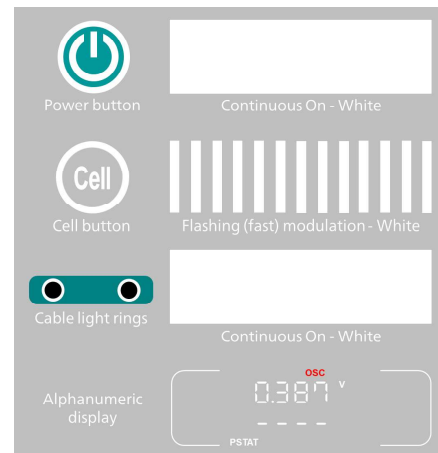 Power button
Continuous On - White
Cell
Cell button
Flashing (fast) modulation - White
Cable light rings
Continuous On - White
Alphanumeric
display
OSC
0.387 V
- - - -
PSTAT